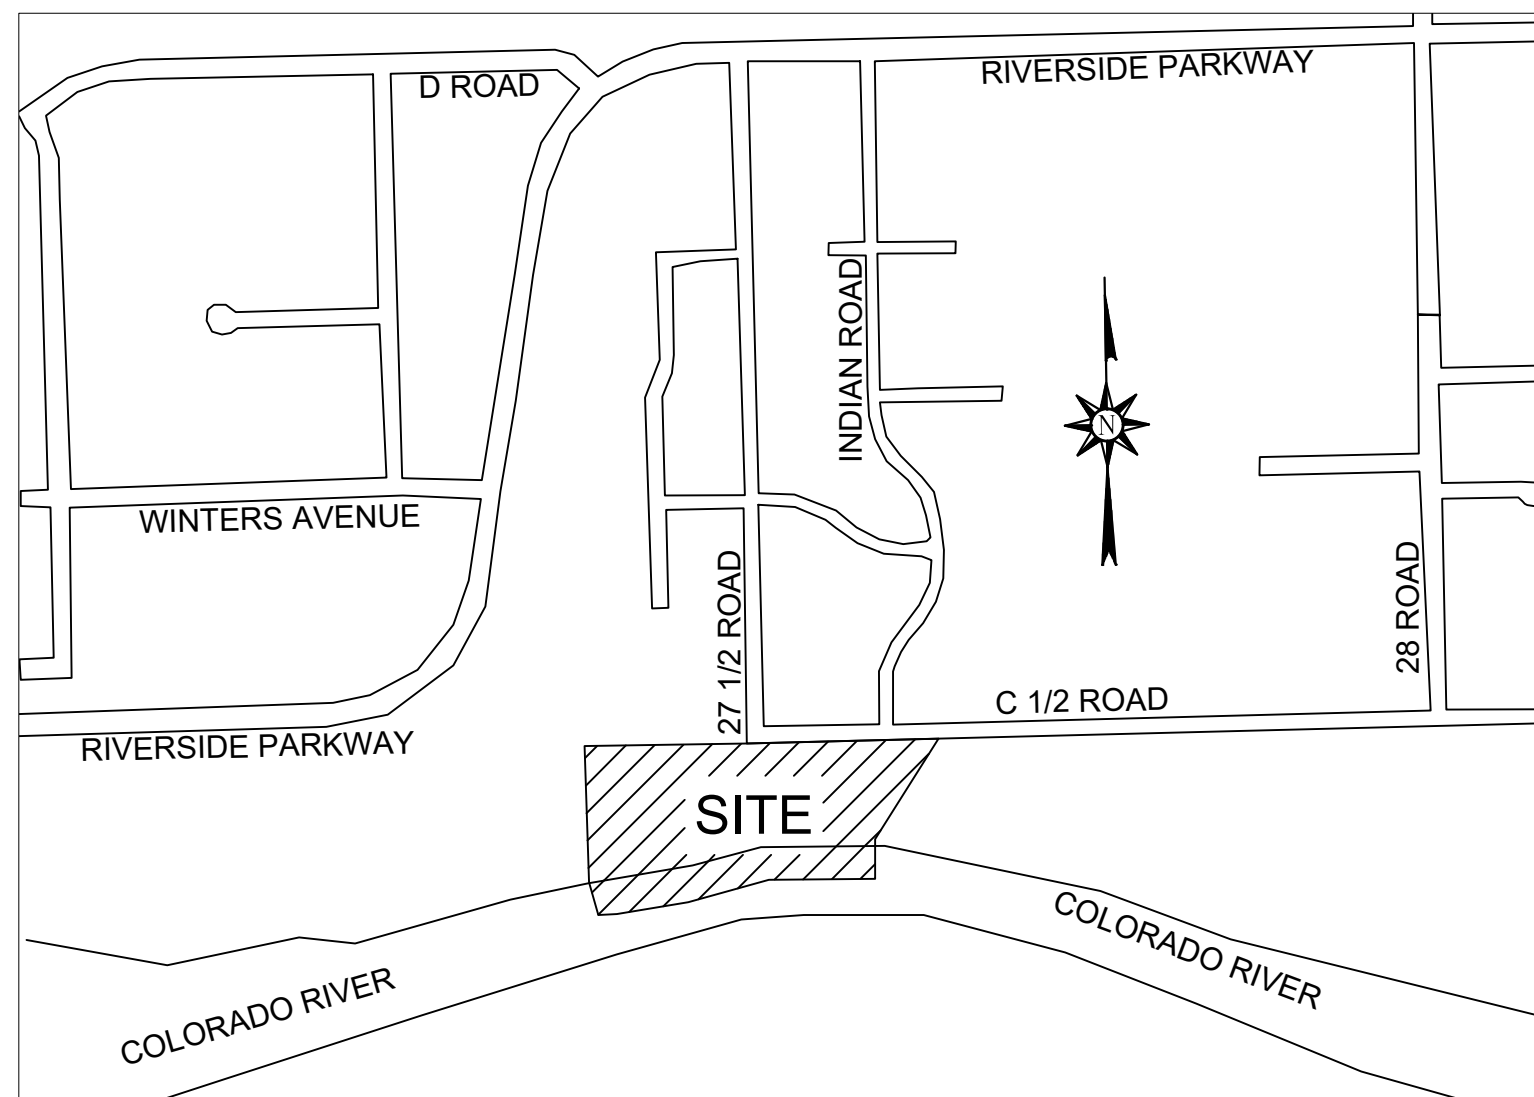 RIVERSIDE PARKWAY
D ROAD
INDIAN ROAD
N
WINTERS AVENUE
27 1/2 ROAD
28 ROAD
C 1/2 ROAD
RIVERSIDE PARKWAY
SITE
COLORADO RIVER
COLORADO RIVER